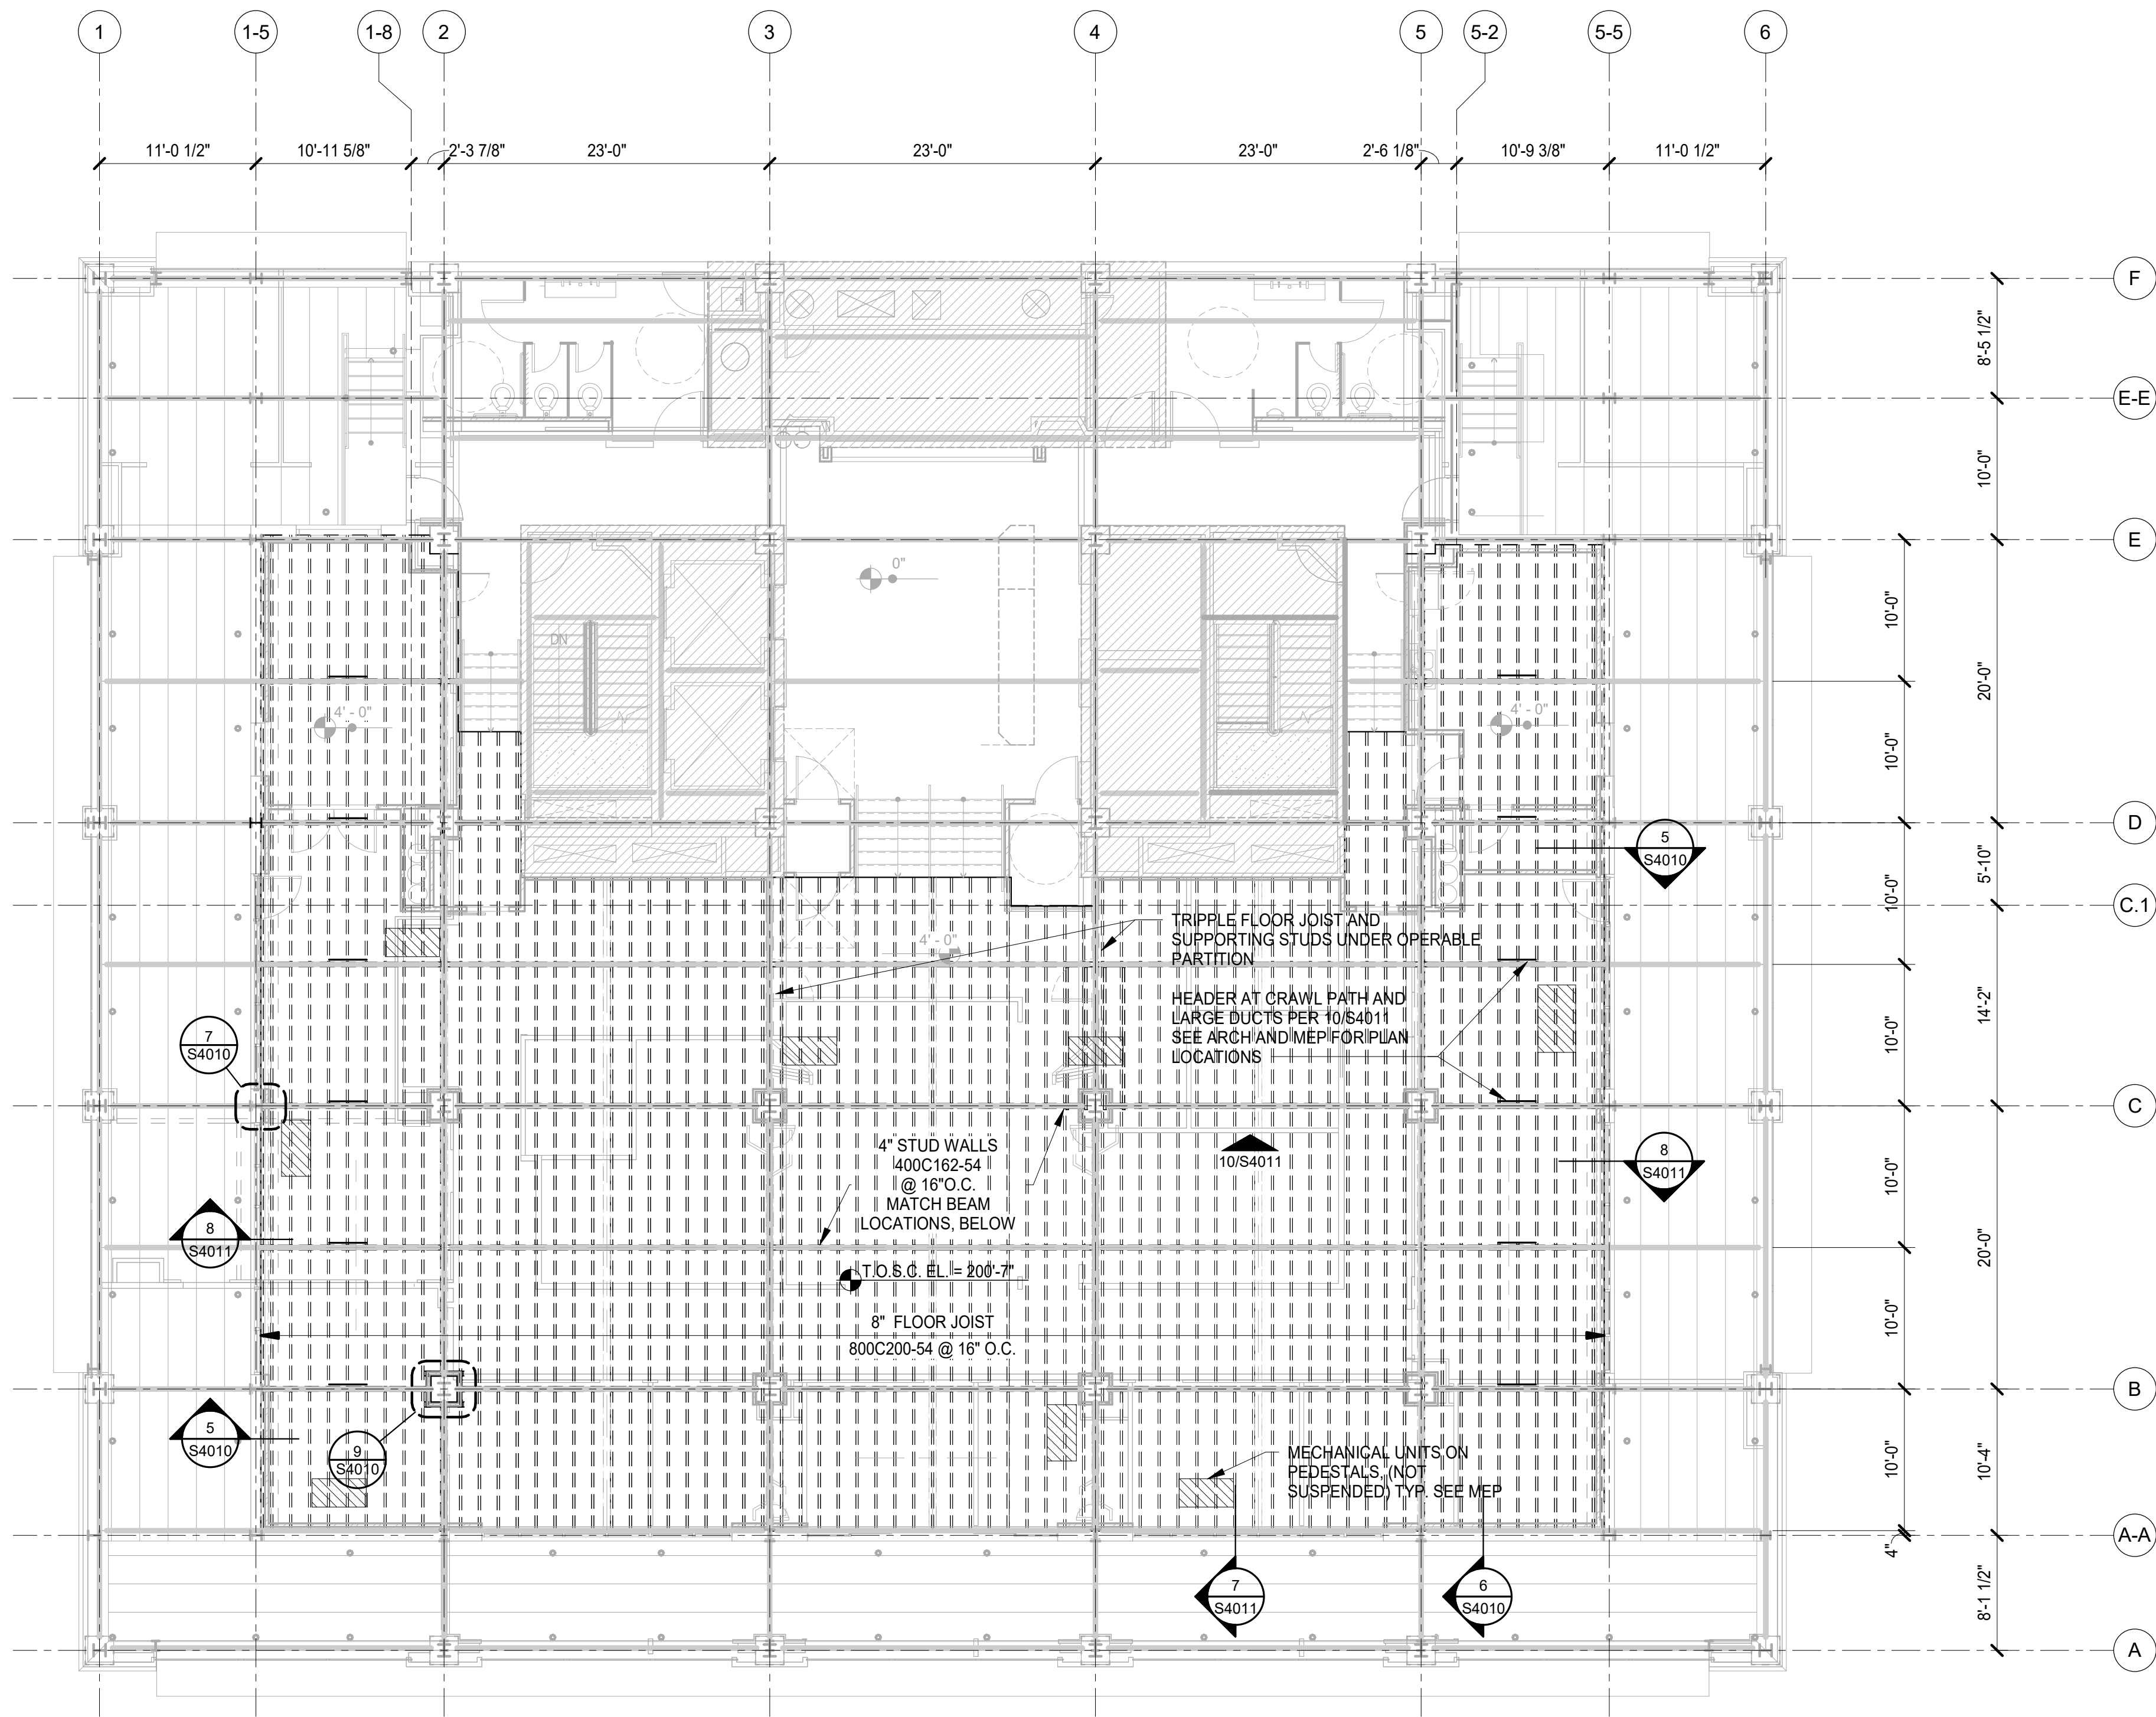 1
1-5
1-8
2
3
4
5
5-2
5-5
6
11'-0 1/2"
10'-11 5/8"
2'-3 7/8"
23'-0"
23'-0"
23'-0"
2'-6 1/8"
10'-9 3/8"
11'-0 1/2"
F
8'-5 1/2"
E-E
10'-0"
E
0"
10'-0"
DN
20'-0"
4' - 0"
4' - 0"
10'-0"
D
5
S4010
5'-10"
10'-0"
C.1
TRIPPLE FLOOR JOIST AND
SUPPORTING STUDS UNDER OPERABLE
PARTITION
4' - 0"
HEADER AT CRAWL PATH AND
LARGE DUCTS PER 10/S4011
SEE ARCH AND MEP FOR PLAN
LOCATIONS
14'-2"
10'-0"
7
S4010
C
4" STUD WALLS
400C162-54
@ 16"O.C.
MATCH BEAM
LOCATIONS, BELOW
10/S4011
8
S4011
10'-0"
8
S4011
20'-0"
T.O.S.C. EL. = 200'-7"
8" FLOOR JOIST
800C200-54 @ 16" O.C.
10'-0"
B
5
S4010
9
S4010
MECHANICAL UNITS ON
PEDESTALS, (NOT
SUSPENDED) TYP. SEE MEP
10'-0"
10'-4"
A-A
4"
7
S4011
6
S4010
8'-1 1/2"
A